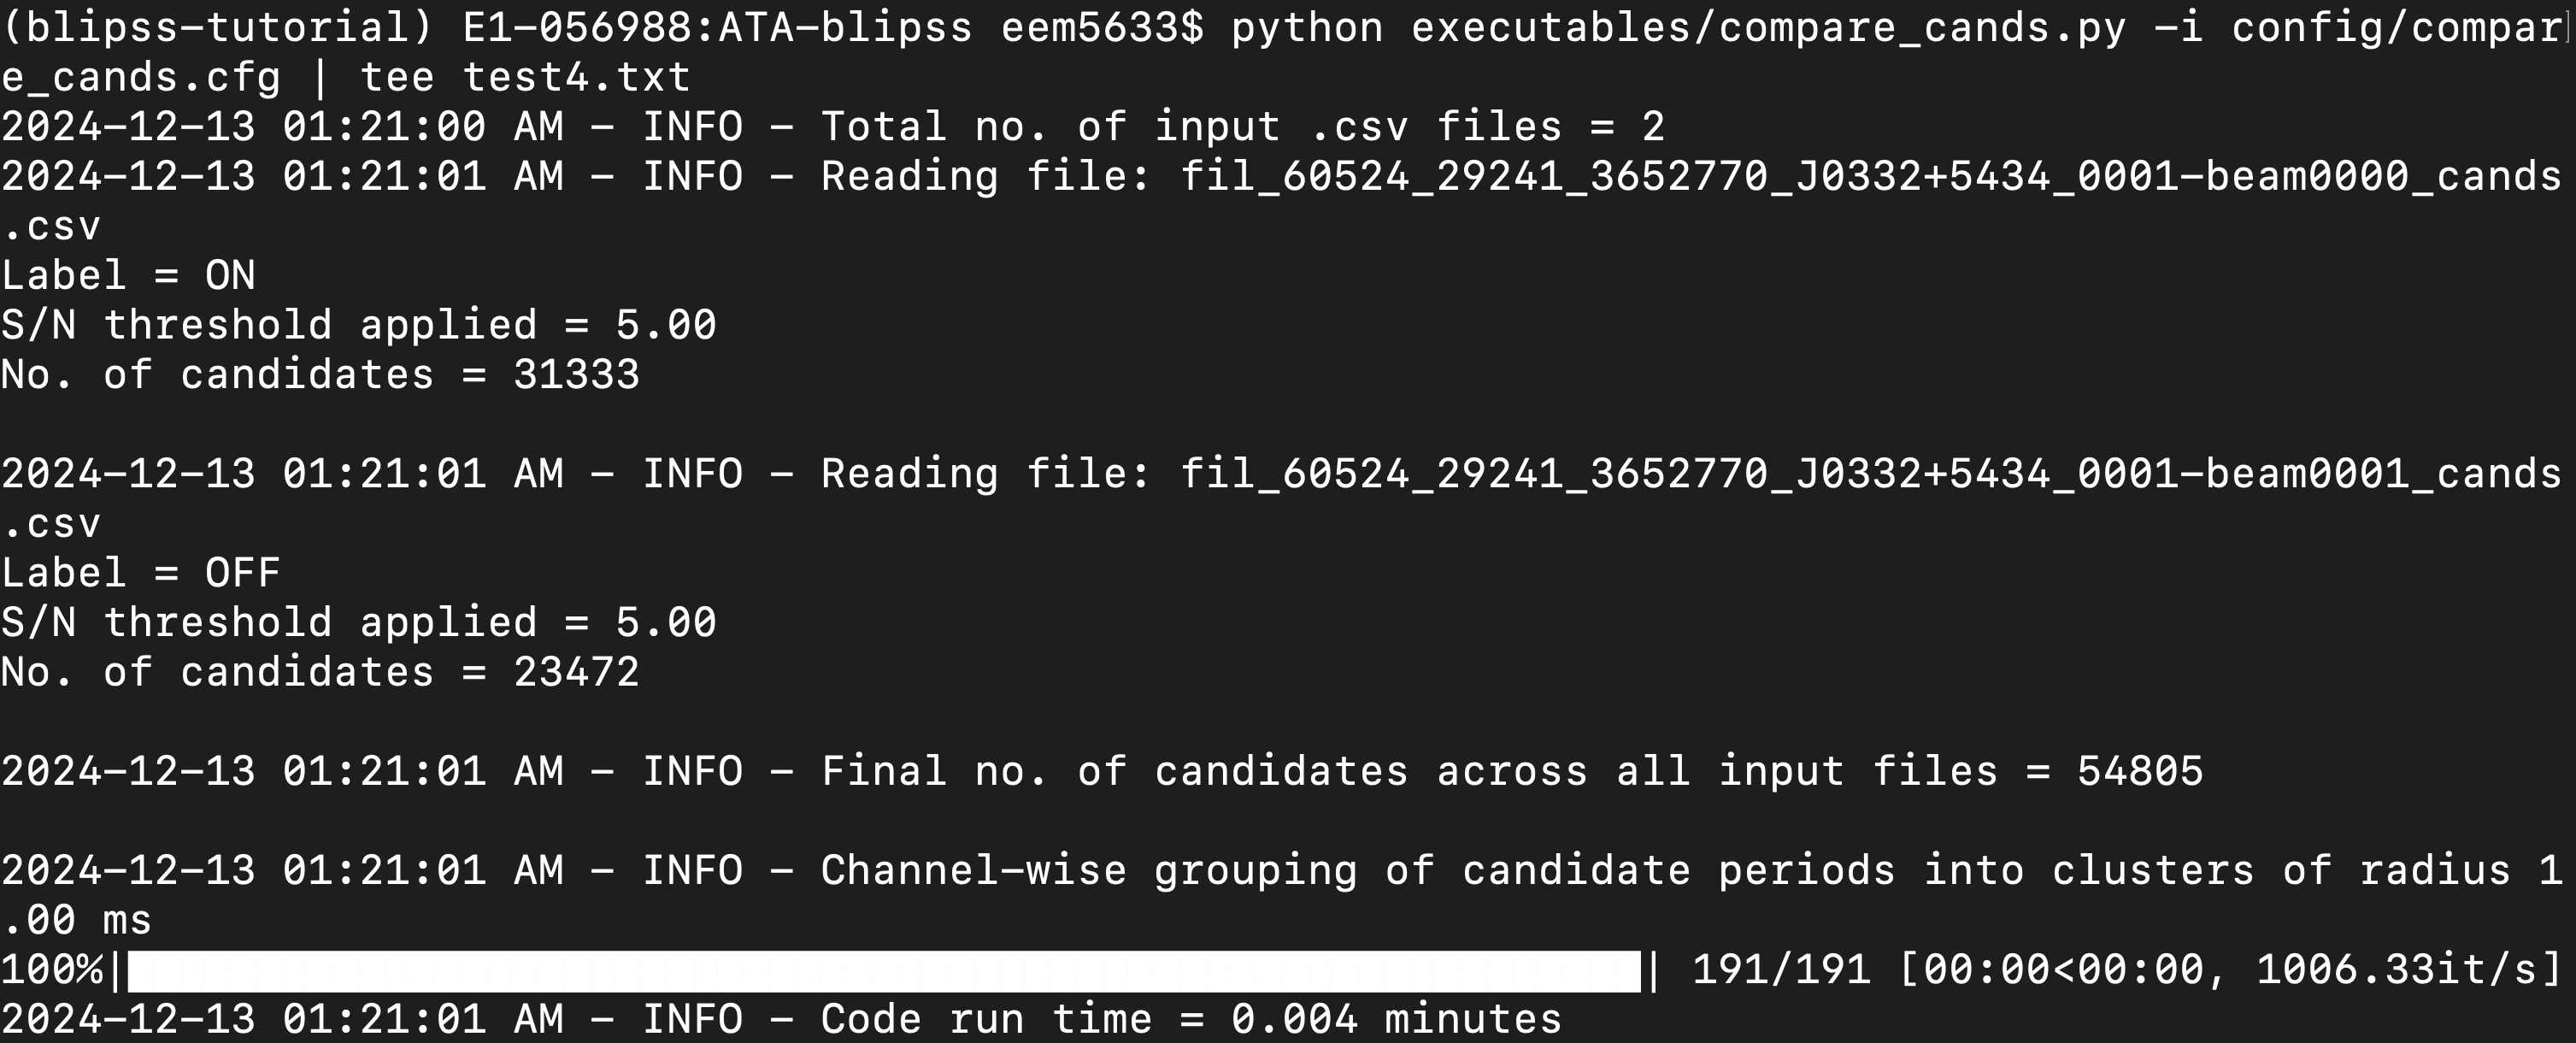 (blipss-tutorial) E1-056988:ATA-blipss eem5633$ python executables/compare_cands.py -i config/compar
e_cands.cfg | tee test4.txt
2024-12-13 01:21:00 AM - INFO - Total no. of input .csv files = 2
2024-12-13 01:21:01 AM - INFO - Reading file: fil_60524_29241_3652770_J0332+5434_0001-beam0000_cands
.csv
Label = ON
S/N threshold applied = 5.00
No. of candidates = 31333
2024-12-13 01:21:01 AM - INFO - Reading file: fil_60524_29241_3652770_J0332+5434_0001-beam0001_cands
.csv
Label = OFF
S/N threshold applied = 5.00
No. of candidates = 23472
2024-12-13 01:21:01 AM - INFO - Final no. of candidates across all input files = 54805
2024-12-13 01:21:01 AM - INFO - Channel-wise grouping of candidate periods into clusters of radius 1
.00 ms
100%|██████████| 191/191 [00:00<00:00, 1006.33it/s]
2024-12-13 01:21:01 AM - INFO - Code run time = 0.004 minutes